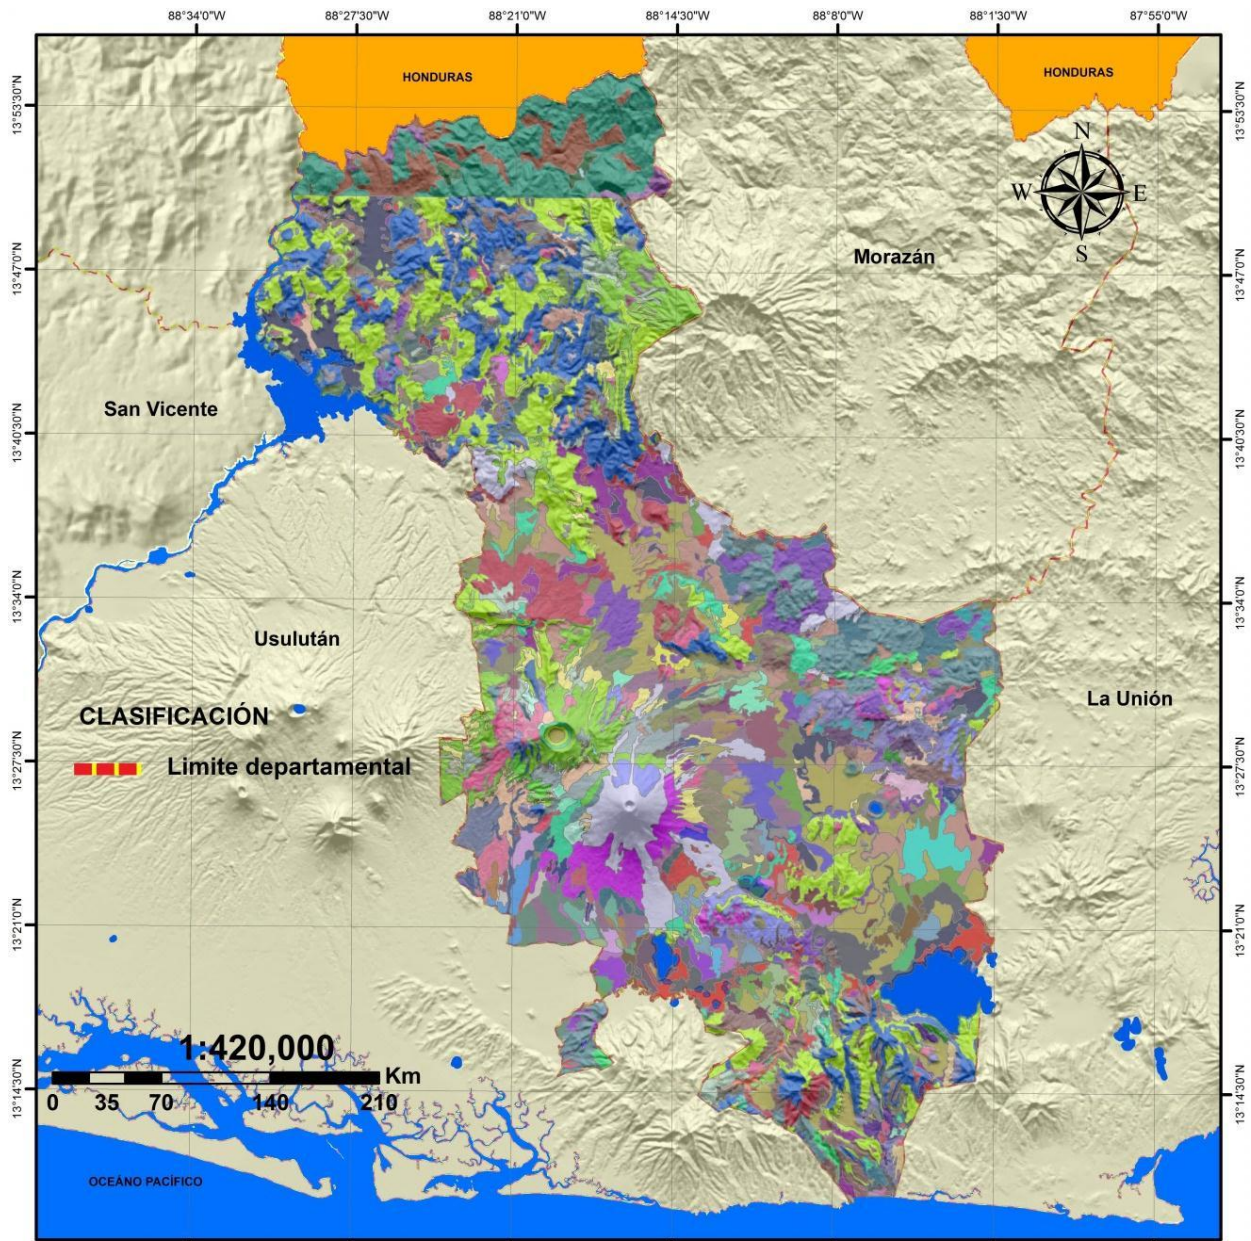 88°34'0"W 88°27'30"W 88°21'0"W 88°14'30"W 88°8'0"W 88°1'30"W 87°55'0"W
HONDURAS
HONDURAS
13°53'30"N
13°53'30"N
N
W E
S
Morazán
13°47'0"N
13°47'0"N
San Vicente
13°40'30"N
13°40'30"N
13°34'0"N
13°34'0"N
Usulután
La Unión
CLASIFICACIÓN
Limite departamental
13°27'30"N
13°27'30"N
13°21'0"N
13°21'0"N
1:420,000
Km
0 35 70 140 210
13°14'30"N
13°14'30"N
OCEÁNO PACÍFICO